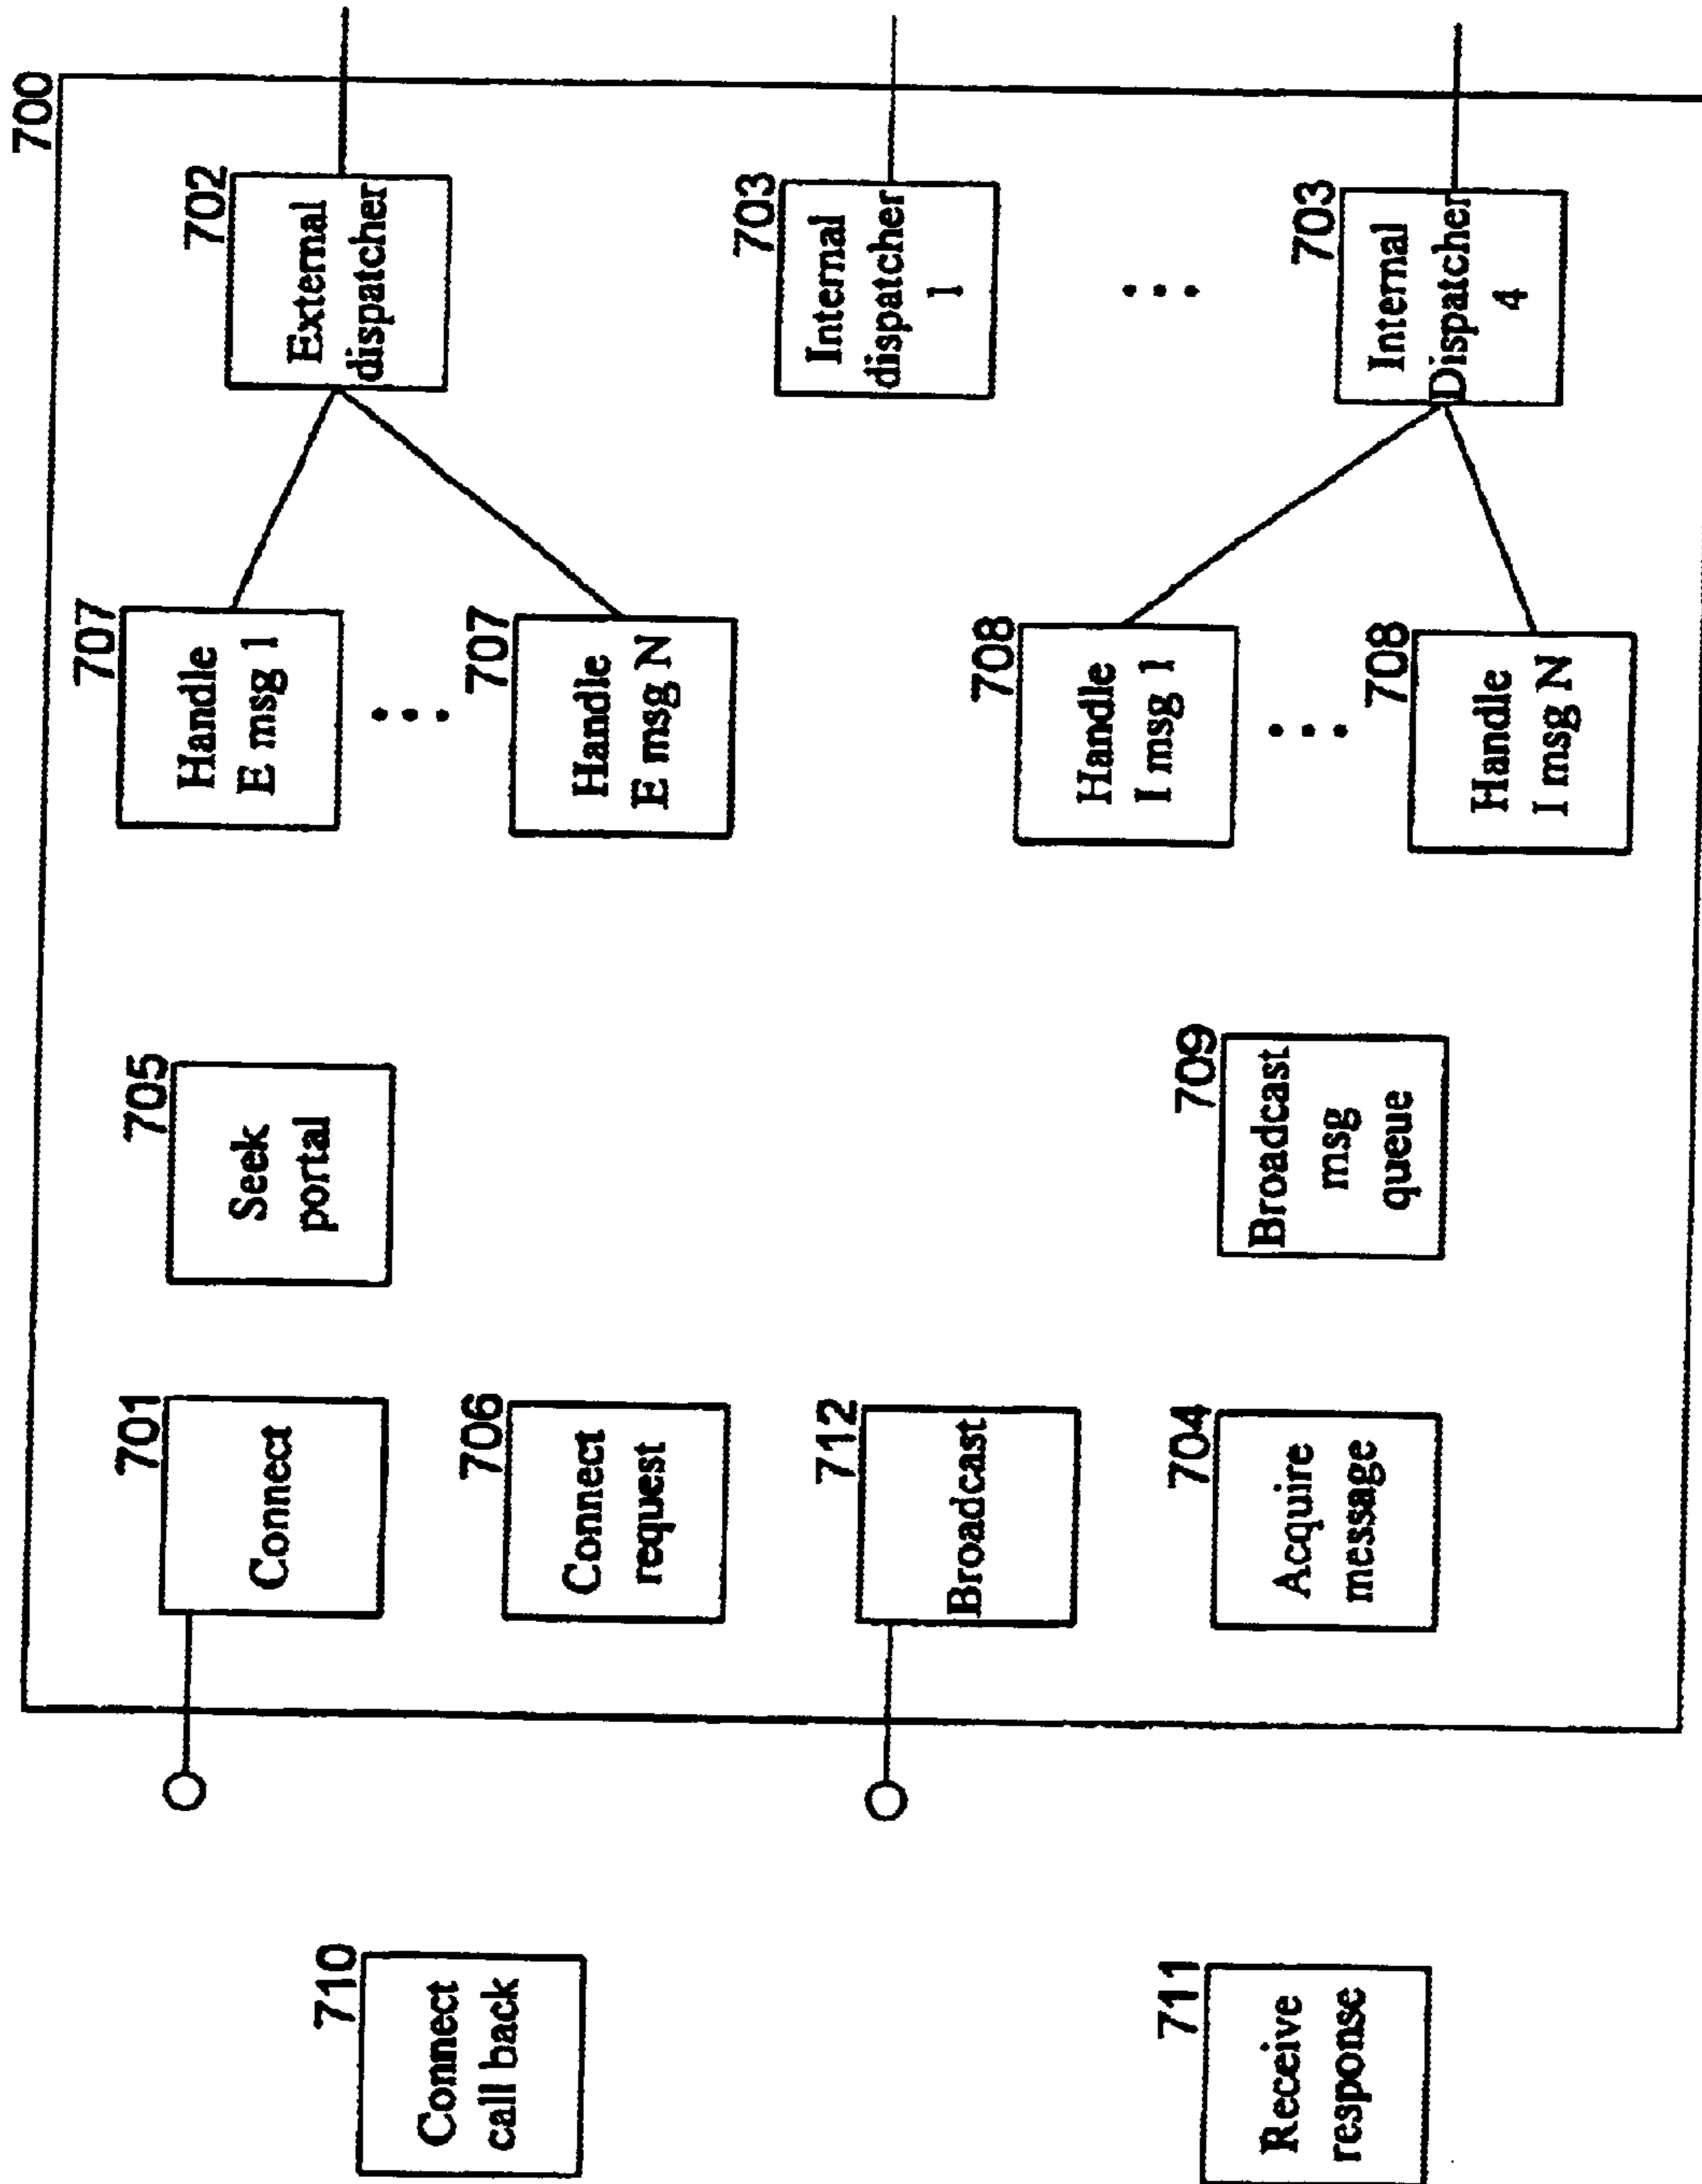 700
710
Connect
call back
711
Receive
response
701
Connect
706
Connect
request
712
Broadcast
704
Acquire
message
705
Seek
portal
709
Broadcast
msg
queue
707
Handle
E msg 1
707
Handle
E msg N
708
Handle
I msg 1
708
Handle
I msg N
702
External
dispatcher
703
Internal
dispatcher
1
703
Internal
Dispatcher
4